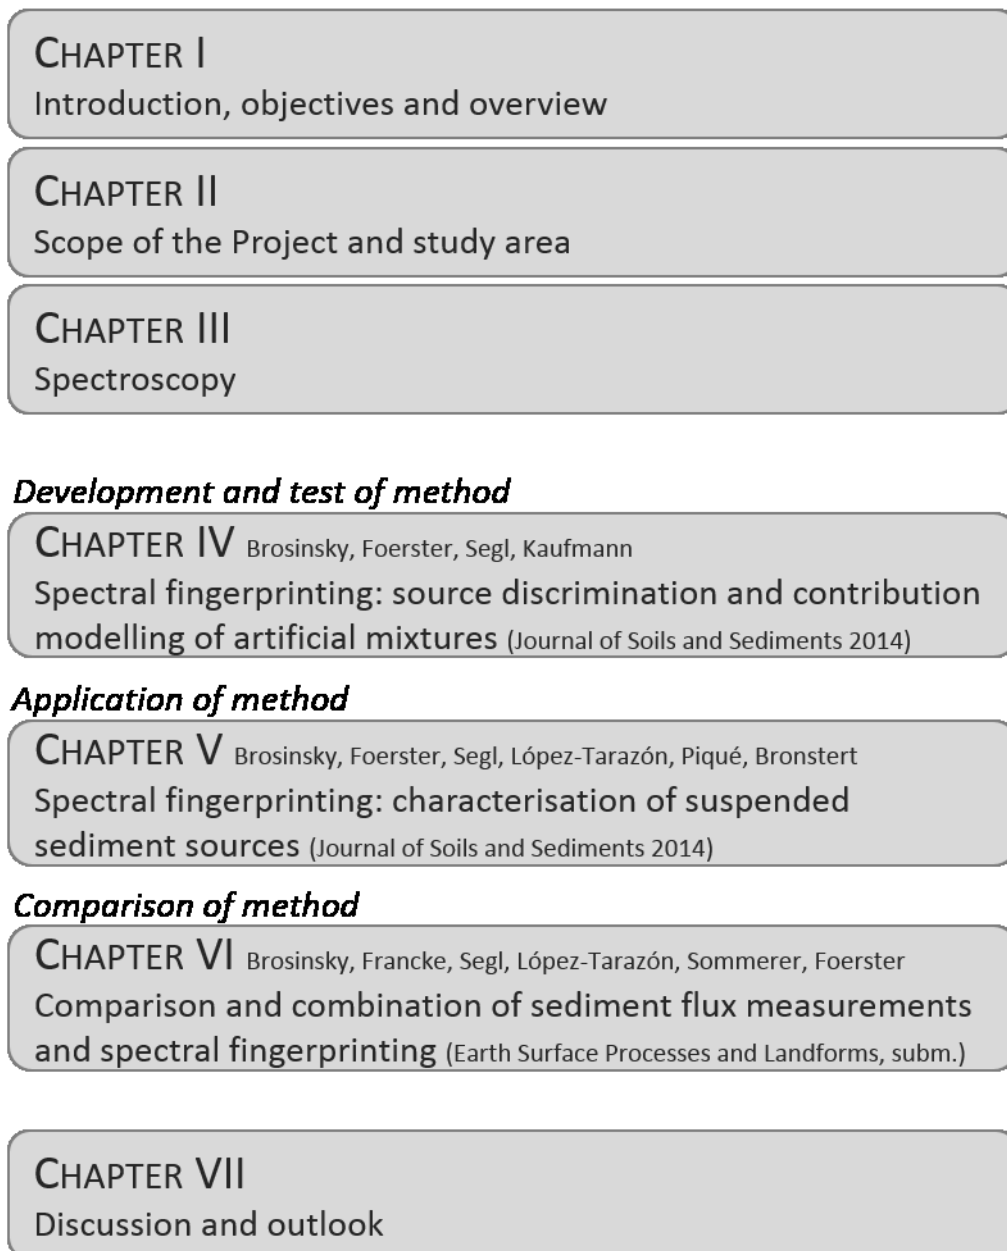 CHAPTER I
Introduction, objectives and overview
CHAPTER II
Scope of the Project and study area
CHAPTER III
Spectroscopy
Development and test of method
CHAPTER IV Brosinsky, Foerster, Segl, Kaufmann
Spectral fingerprinting: source discrimination and contribution
modelling of artificial mixtures (Journal of Soils and Sediments 2014)
Application of method
CHAPTER V Brosinsky, Foerster, Segl, López-Tarazón, Piqué, Bronstert
Spectral fingerprinting: characterisation of suspended
sediment sources (Journal of Soils and Sediments 2014)
Comparison of method
CHAPTER VI Brosinsky, Francke, Segl, López-Tarazón, Sommerer, Foerster
Comparison and combination of sediment flux measurements
and spectral fingerprinting (Earth Surface Processes and Landforms, subm.)
CHAPTER VII
Discussion and outlook